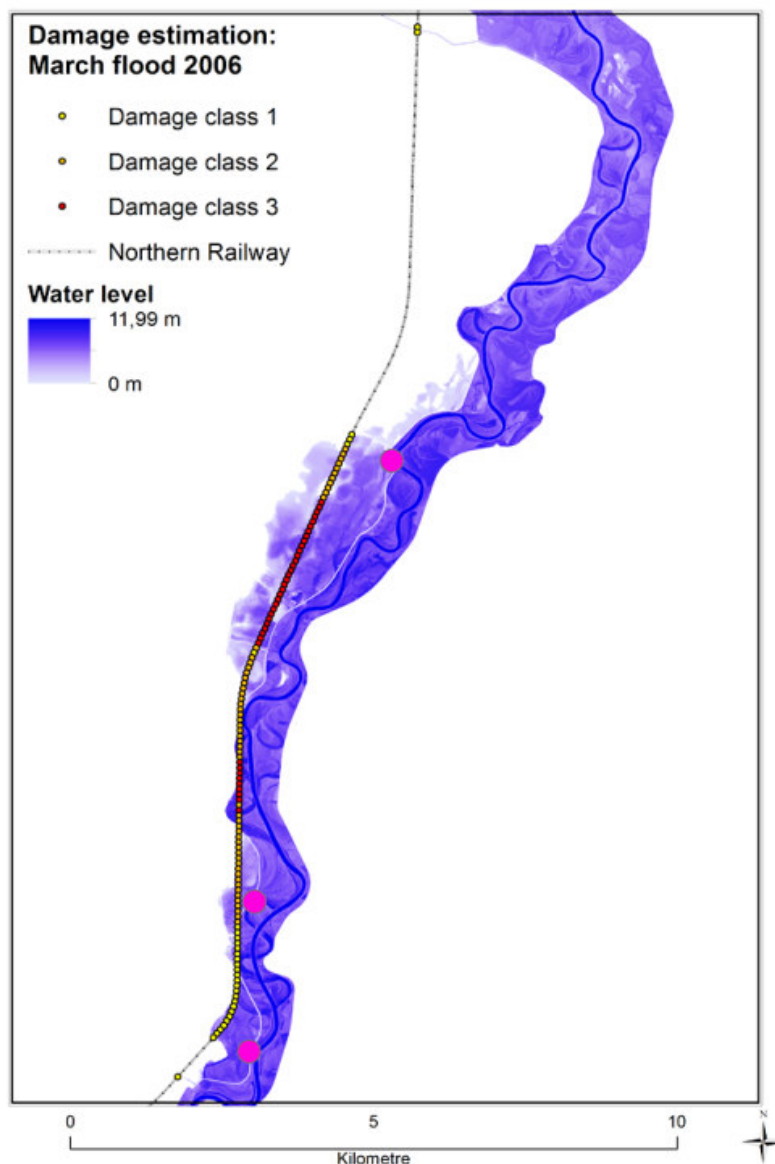 Damage estimation:
March flood 2006
Damage class 1
Damage class 2
Damage class 3
Northern Railway
Water level
11,99 m
0 m
0 5 10
Kilometre
N